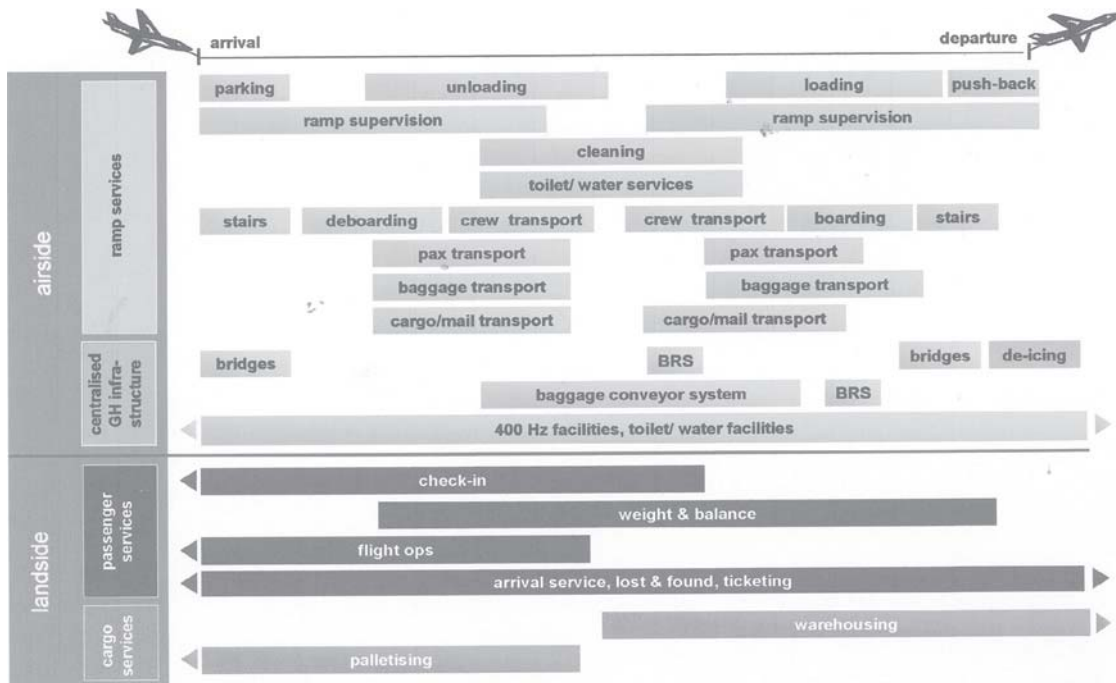 arrival departure
parking unloading loading push-back
ramp supervision ramp supervision
cleaning
toilet/ water services
stairs deboarding crew transport crew transport boarding stairs
pax transport pax transport
baggage transport baggage transport
cargo/mail transport cargo/mail transport
airside
ramp services
bridges BRS bridges de-icing
baggage conveyor system BRS
400 Hz facilities, toilet/ water facilities
centralised
GH infra-
structure
check-in
weight & balance
flight ops
arrival service, lost & found, ticketing
landside
passenger
services
warehousing
palletising
cargo
services